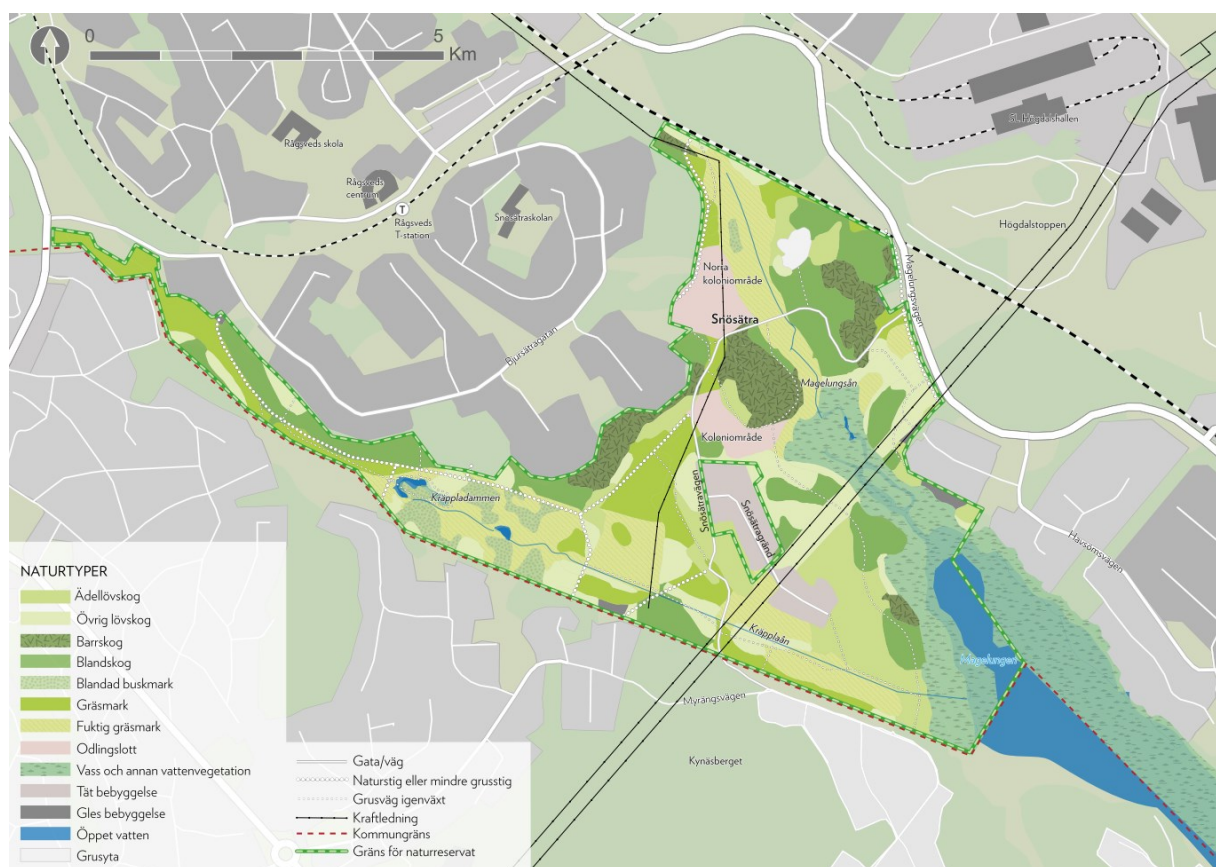 0
5
Km
Rågsveds skola
Rågsveds
centrum
T
Rågsveds
T-station
Snösätraskolan
SL Högdalshallen
Högdalstoppen
Magelungsvägen
Norra
koloniområde
Snösätra
Bjursätragatan
Magelungsån
Koloniområde
Kräppladammen
Snösätravägen
Snösätragränd
Havsörnsvägen
Kräpplaån
Magelungen
Myrängsvägen
Kynäsberget
NATURTYPER
Ädellövskog
Övrig lövskog
Barrskog
Blandskog
Blandad buskmark
Gräsmark
Fuktig gräsmark
Odlingslott
Vass och annan vattenvegetation
Tät bebyggelse
Gles bebyggelse
Öppet vatten
Grusyta
Gata/väg
Naturstig eller mindre grusstig
Grusväg igenväxt
Kraftledning
Kommungräns
Gräns för naturreservat